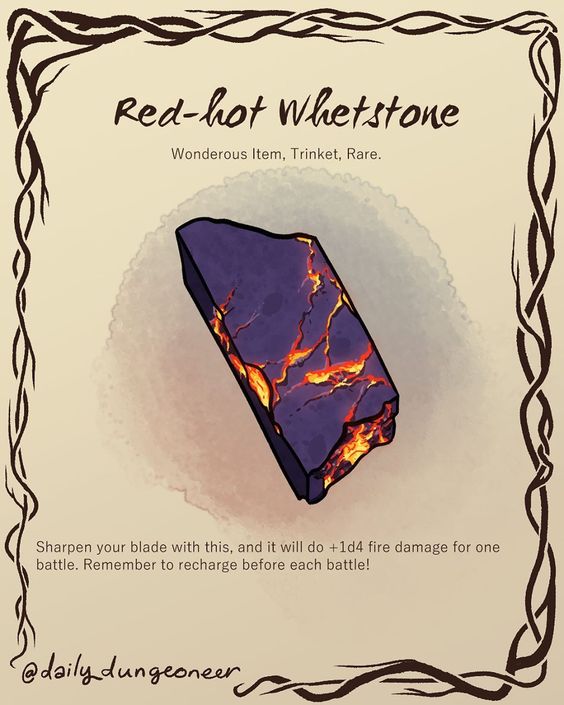 Red-hot Whetstone
Wonderous Item, Trinket, Rare.
Sharpen your blade with this, and it will do +1d4 fire damage for one
battle. Remember to recharge before each battle!
@daily_dungeoneer